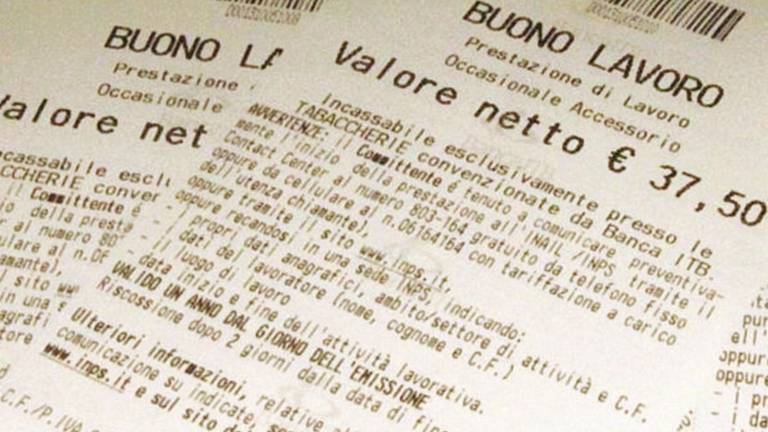 BUONO LAVORO
Prestazione di Lavoro
Occasionale Accessorio
Valore netto € 37,50
Incassabile esclusivamente presso le
TABACCHERIE convenzionate da Banca ITB.
AVVERTENZE: il Committente è tenuto a comunicare preventiva-
mente l'inizio della prestazione all'INAIL/INPS tramite il
Contact Center al numero 803-164 gratuito da telefono fisso
oppure da cellulare al n.06164164 con tariffazione a carico
dell'utenza chiamante,
oppure tramite il sito www.inps.it,
oppure recandosi in una sede INPS, indicando:
- i propri dati anagrafici, ambito/settore di attività e C.F.
- i dati del lavoratore (nome, cognome e C.F.)
- il luogo di lavoro
- data inizio e fine dell'attività lavorativa.
VALIDO UN ANNO DAL GIORNO DELL'EMISSIONE
Riscossione dopo 2 giorni dalla data di fine
Ulteriori informazioni, relative
comunicazione su indicate,
www.inps.it e sul sito
C.F./P.IVA
BUONO LA
Prestazione
Occasionale
Valore net
ncassabile escl
ACCHERIE conver
il Committente è
io della presta
r al numero 80
ulare al n.06
amante),
l sito ww
in una s
agrafi